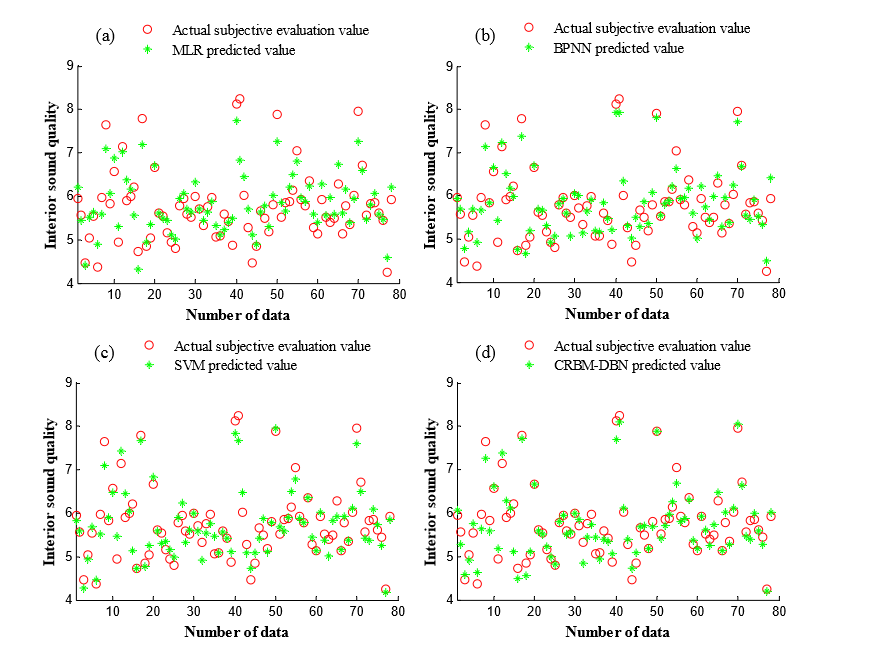 (a)
Actual subjective evaluation value
MLR predicted value
Interior sound quality
9
8
7
6
5
4
10 20 30 40 50 60 70 80
Number of data
(b)
Actual subjective evaluation value
BPNN predicted value
Interior sound quality
9
8
7
6
5
4
10 20 30 40 50 60 70 80
Number of data
(c)
Actual subjective evaluation value
SVM predicted value
Interior sound quality
9
8
7
6
5
4
10 20 30 40 50 60 70 80
Number of data
(d)
Actual subjective evaluation value
CRBM-DBN predicted value
Interior sound quality
9
8
7
6
5
4
10 20 30 40 50 60 70 80
Number of data